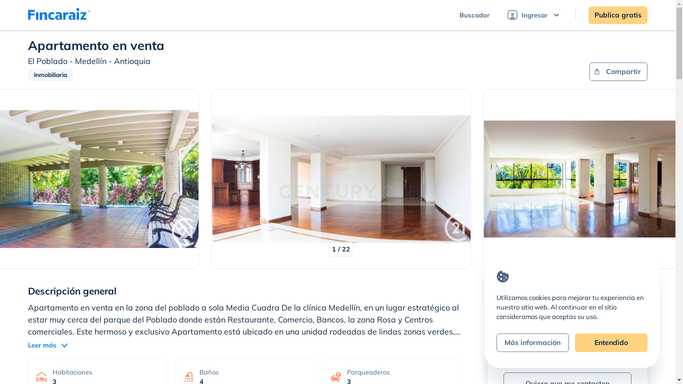 Fincaraiz
Buscador
Ingresar
Publica gratis
Apartamento en venta
El Poblado - Medellín - Antioquia
Inmobiliaria
Compartir
CENTURY 21
21
1 / 22
Descripción general
Apartamento en venta en la zona del poblado a sola Media Cuadra De la clínica Medellín, en un lugar estratégico al
estar muy cerca del parque del Poblado donde están Restaurante, Comercio, Bancos, la zona Rosa y Centros
comerciales. Este hermoso y exclusivo Apartamento está ubicado en una unidad rodeadas de lindas zonas verdes,...
Leer más
Habitaciones
3
Baños
4
Parqueaderos
3
Utilizamos cookies para mejorar tu experiencia en
nuestro sitio web. Al continuar en el sitio
consideramos que aceptas su uso.
Más información
Entendido
Quiero que me contacten